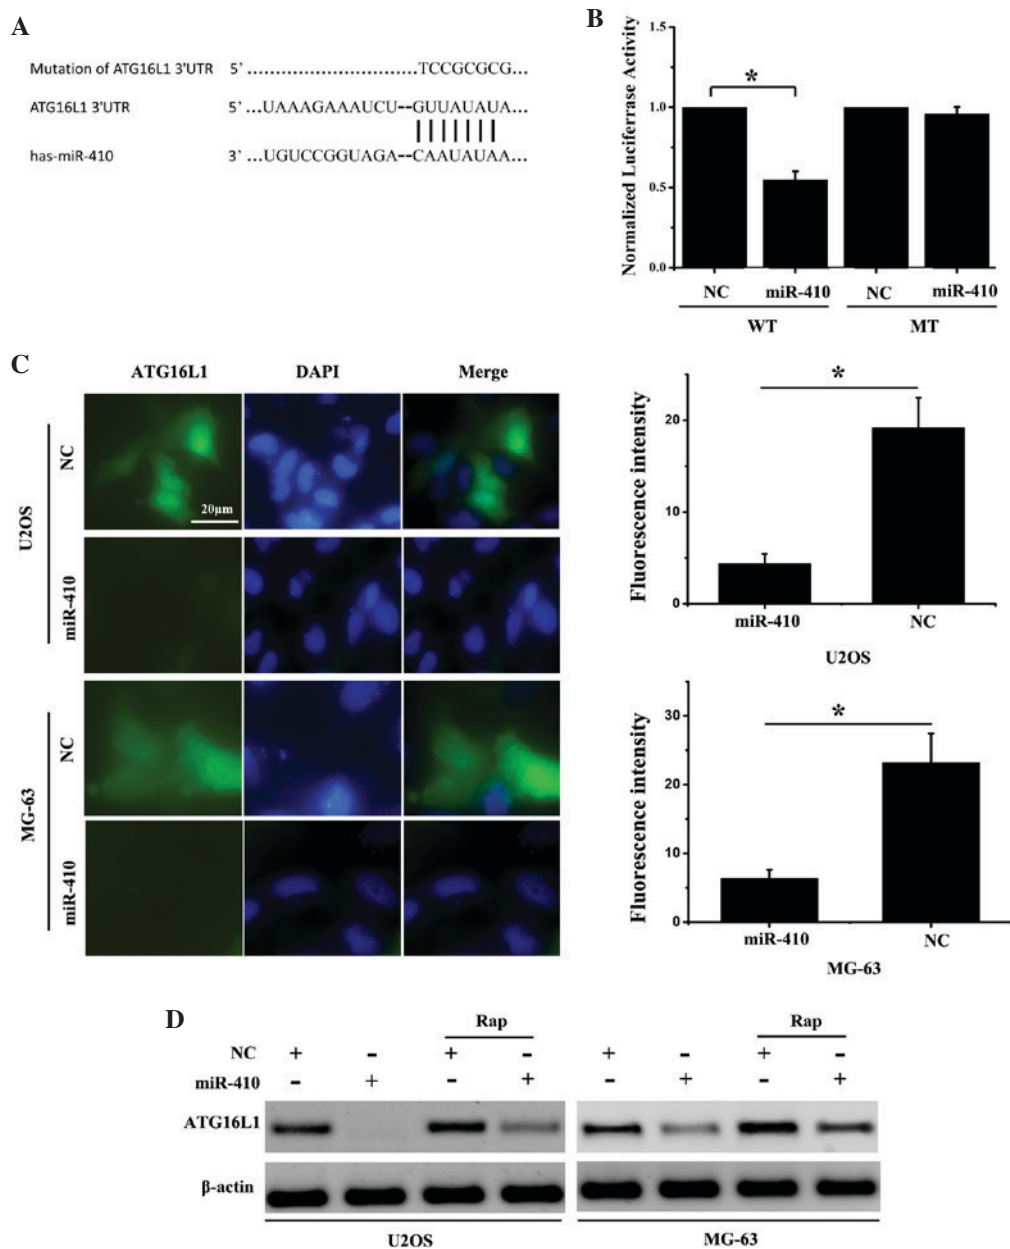 A
Mutation of ATG16L1 3'UTR 5' ............................TCCGCGCG...
ATG16L1 3'UTR 5' ...UAAAGAAAUCU--GUUAUAUA...
has-miR-410 3' ...UGUCCGGUAGA--CAAUAUAA...
B
Normalized Luciferrase Activity
1.5
1.0
0.5
0.0
*
NC miR-410 NC miR-410
WT MT
C
ATG16L1 DAPI Merge
U2OS
NC
20μm
miR-410
MG-63
NC
miR-410
Fluorescence intensity
20
10
0
*
miR-410 NC
U2OS
Fluorescence intensity
30
20
10
0
*
miR-410 NC
MG-63
D
Rap Rap
NC + - + - + - + -
miR-410 - + - + - + - +
ATG16L1
β-actin
U2OS MG-63